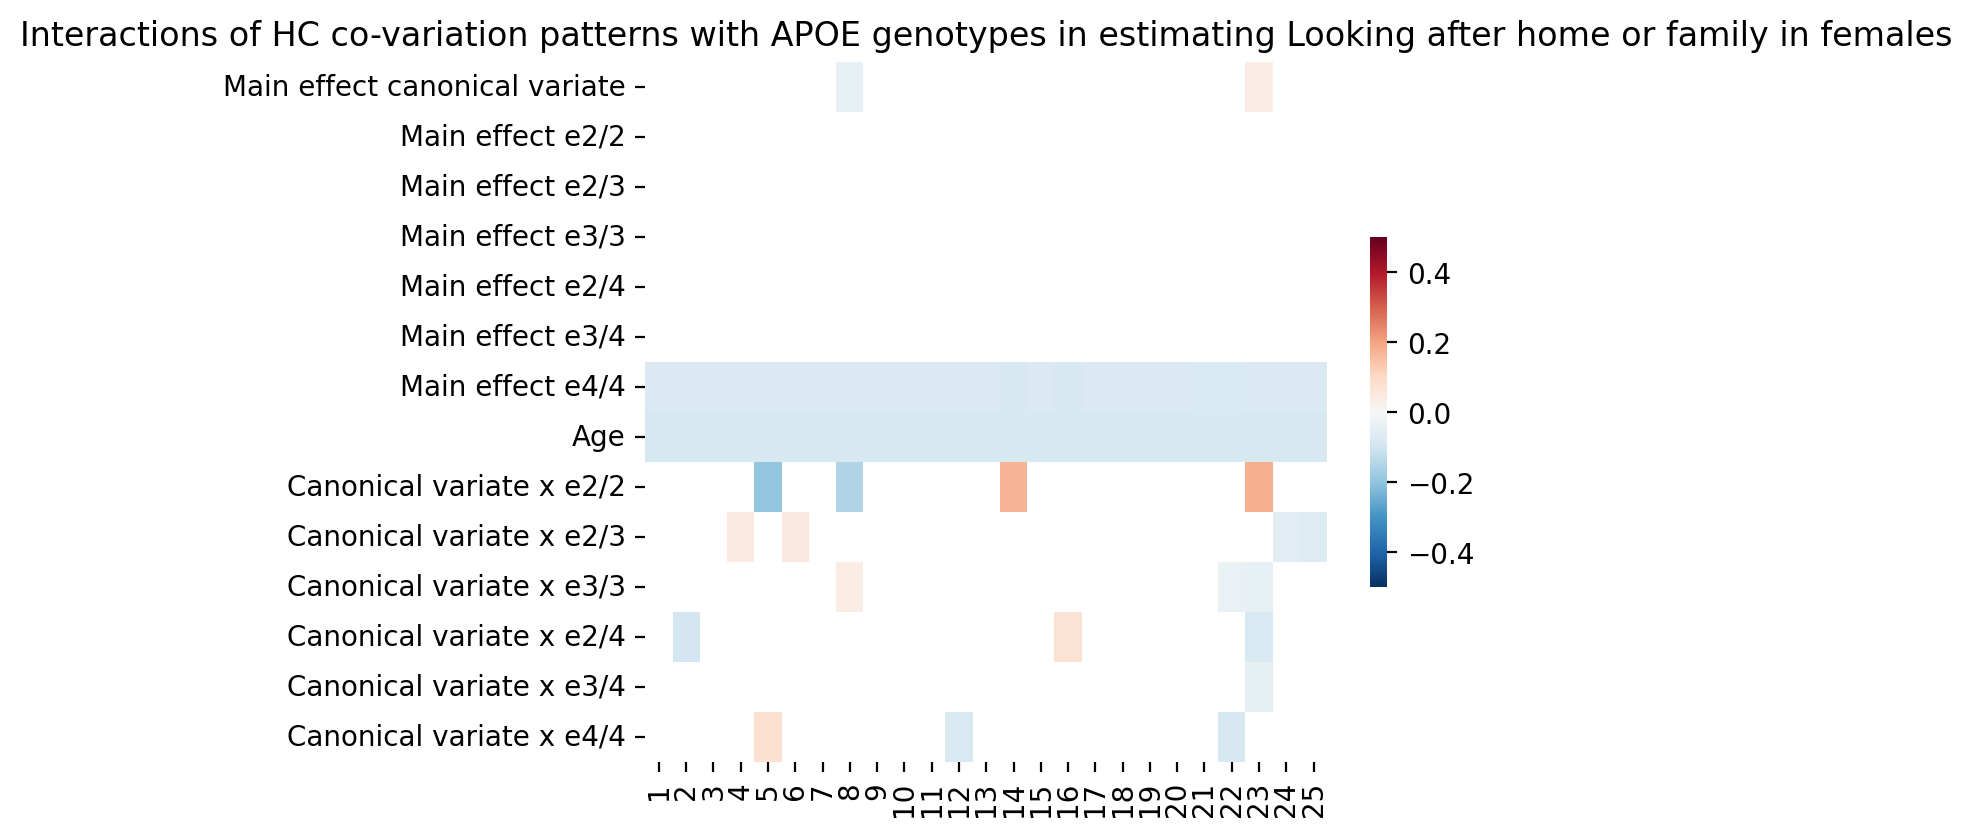 Interactions of HC co-variation patterns with APOE genotypes in estimating Looking after home or family in females
Main effect canonical variate
Main effect e2/2
Main effect e2/3
Main effect e3/3
Main effect e2/4
Main effect e3/4
Main effect e4/4
Age
Canonical variate x e2/2
Canonical variate x e2/3
Canonical variate x e3/3
Canonical variate x e2/4
Canonical variate x e3/4
Canonical variate x e4/4
1 2 3 4 5 6 7 8 9 10 11 12 13 14 15 16 17 18 19 20 21 22 23 24 25
0.4
0.2
0.0
−0.2
−0.4